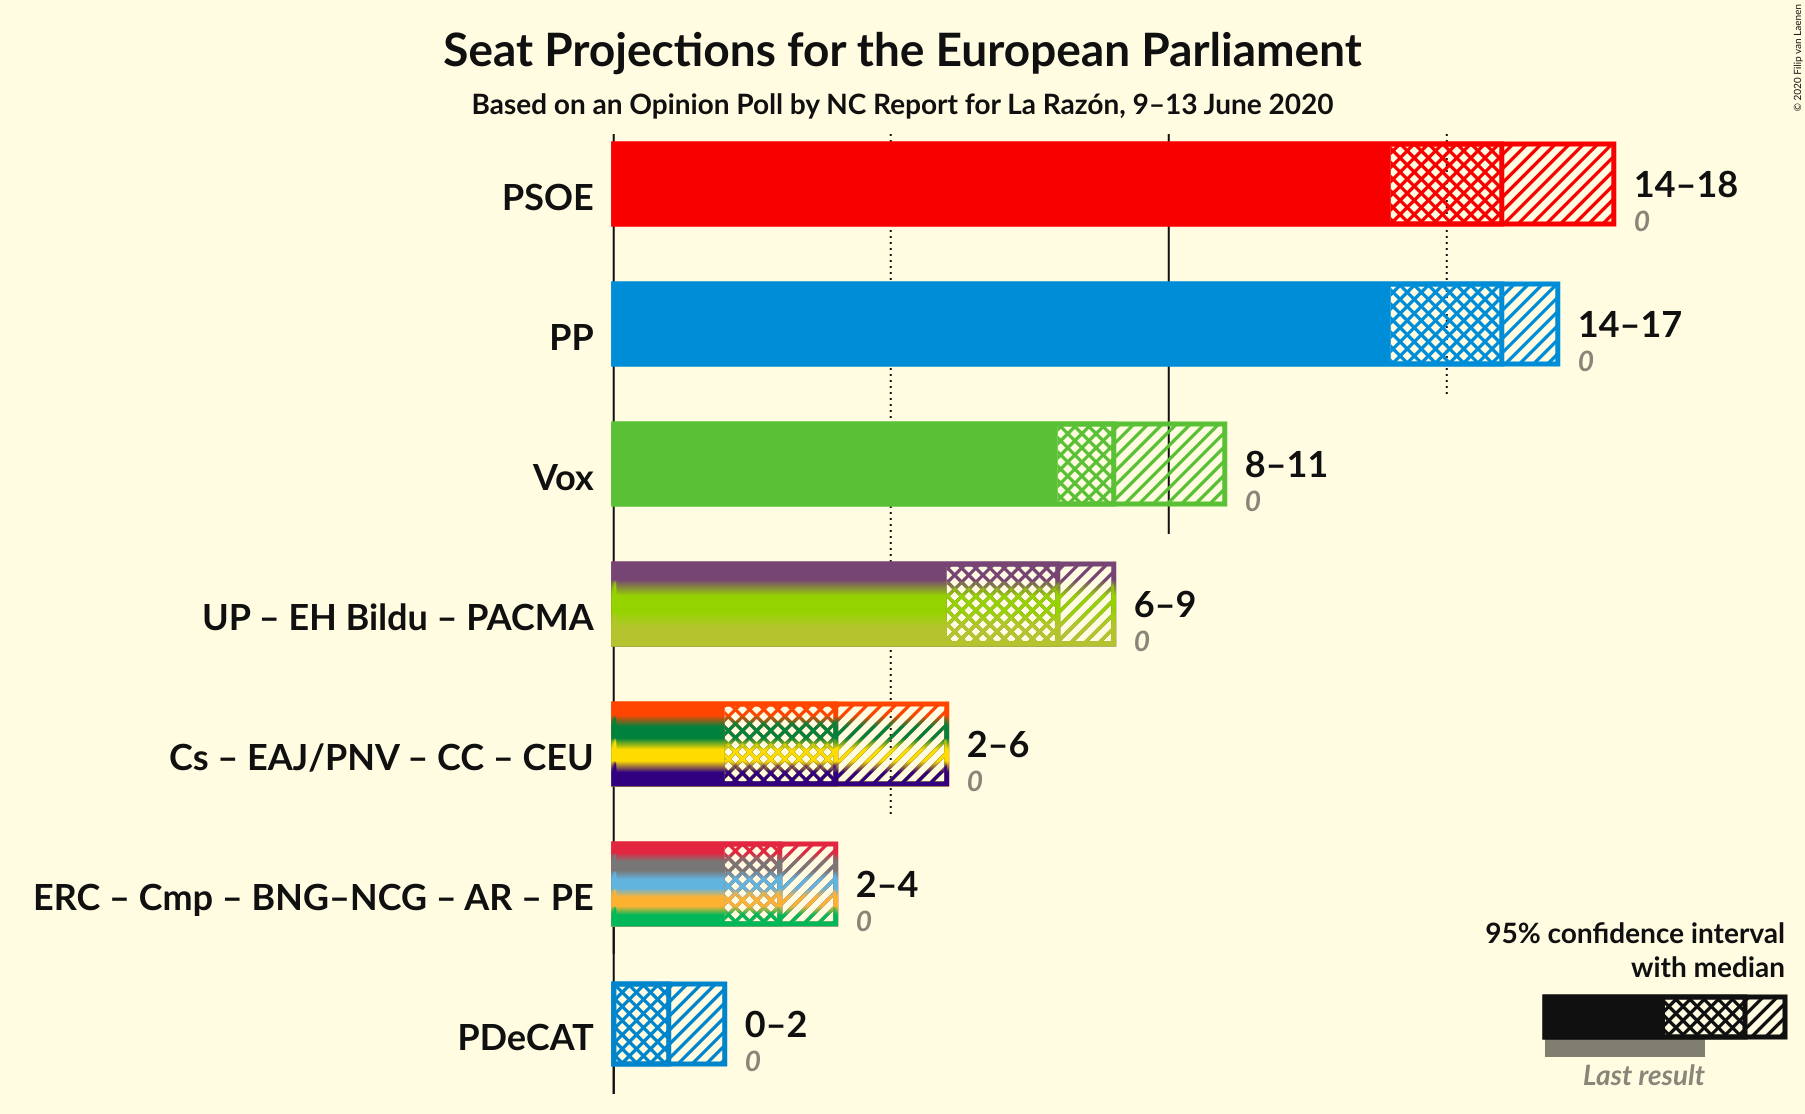 Seat Projections for the European Parliament
Based on an Opinion Poll by NC Report for La Razón, 9–13 June 2020
© 2020 Filip van Laenen
PSOE
14–18
0
PP
14–17
0
Vox
8–11
0
UP – EH Bildu – PACMA
6–9
0
Cs – EAJ/PNV – CC – CEU
2–6
0
ERC – Cmp – BNG–NCG – AR – PE
2–4
0
PDeCAT
0–2
0
95% confidence interval
with median
Last result